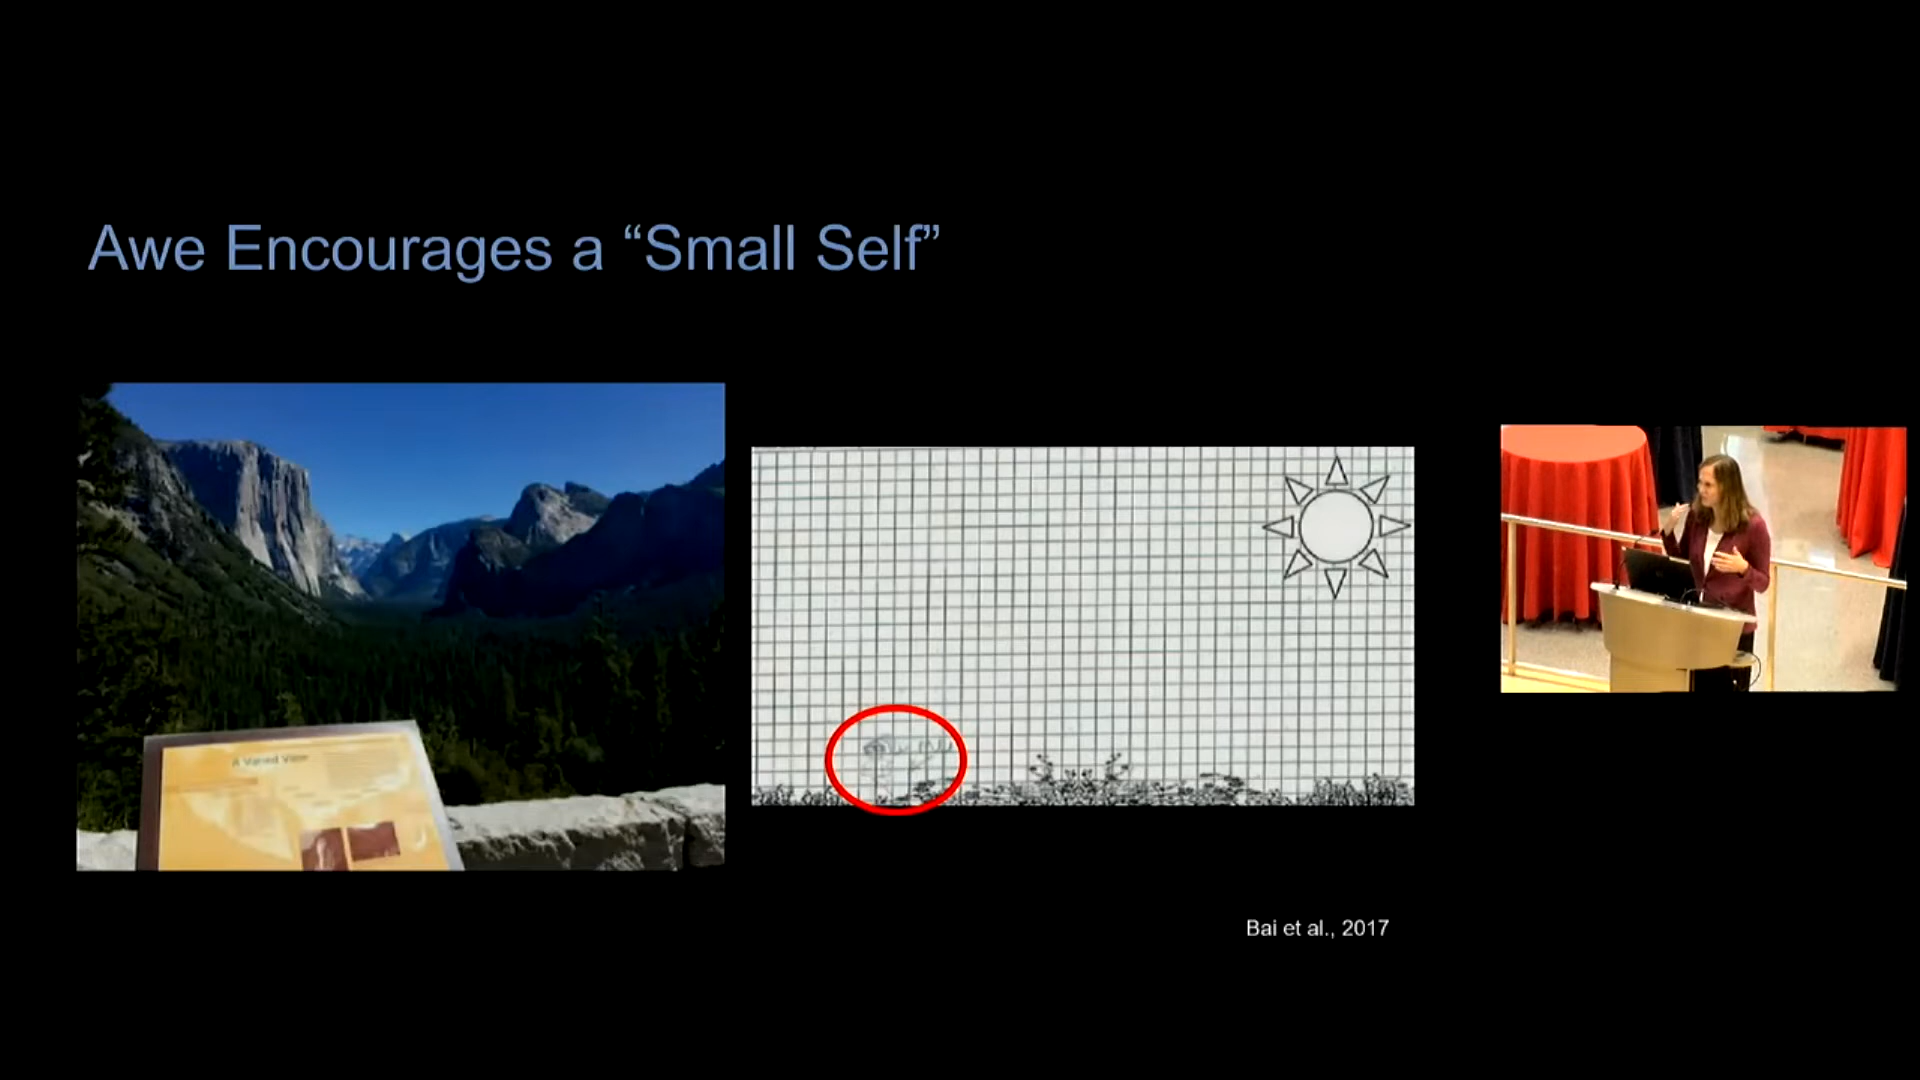 Awe Encourages a “Small Self”
A Varied View
Bai et al., 2017